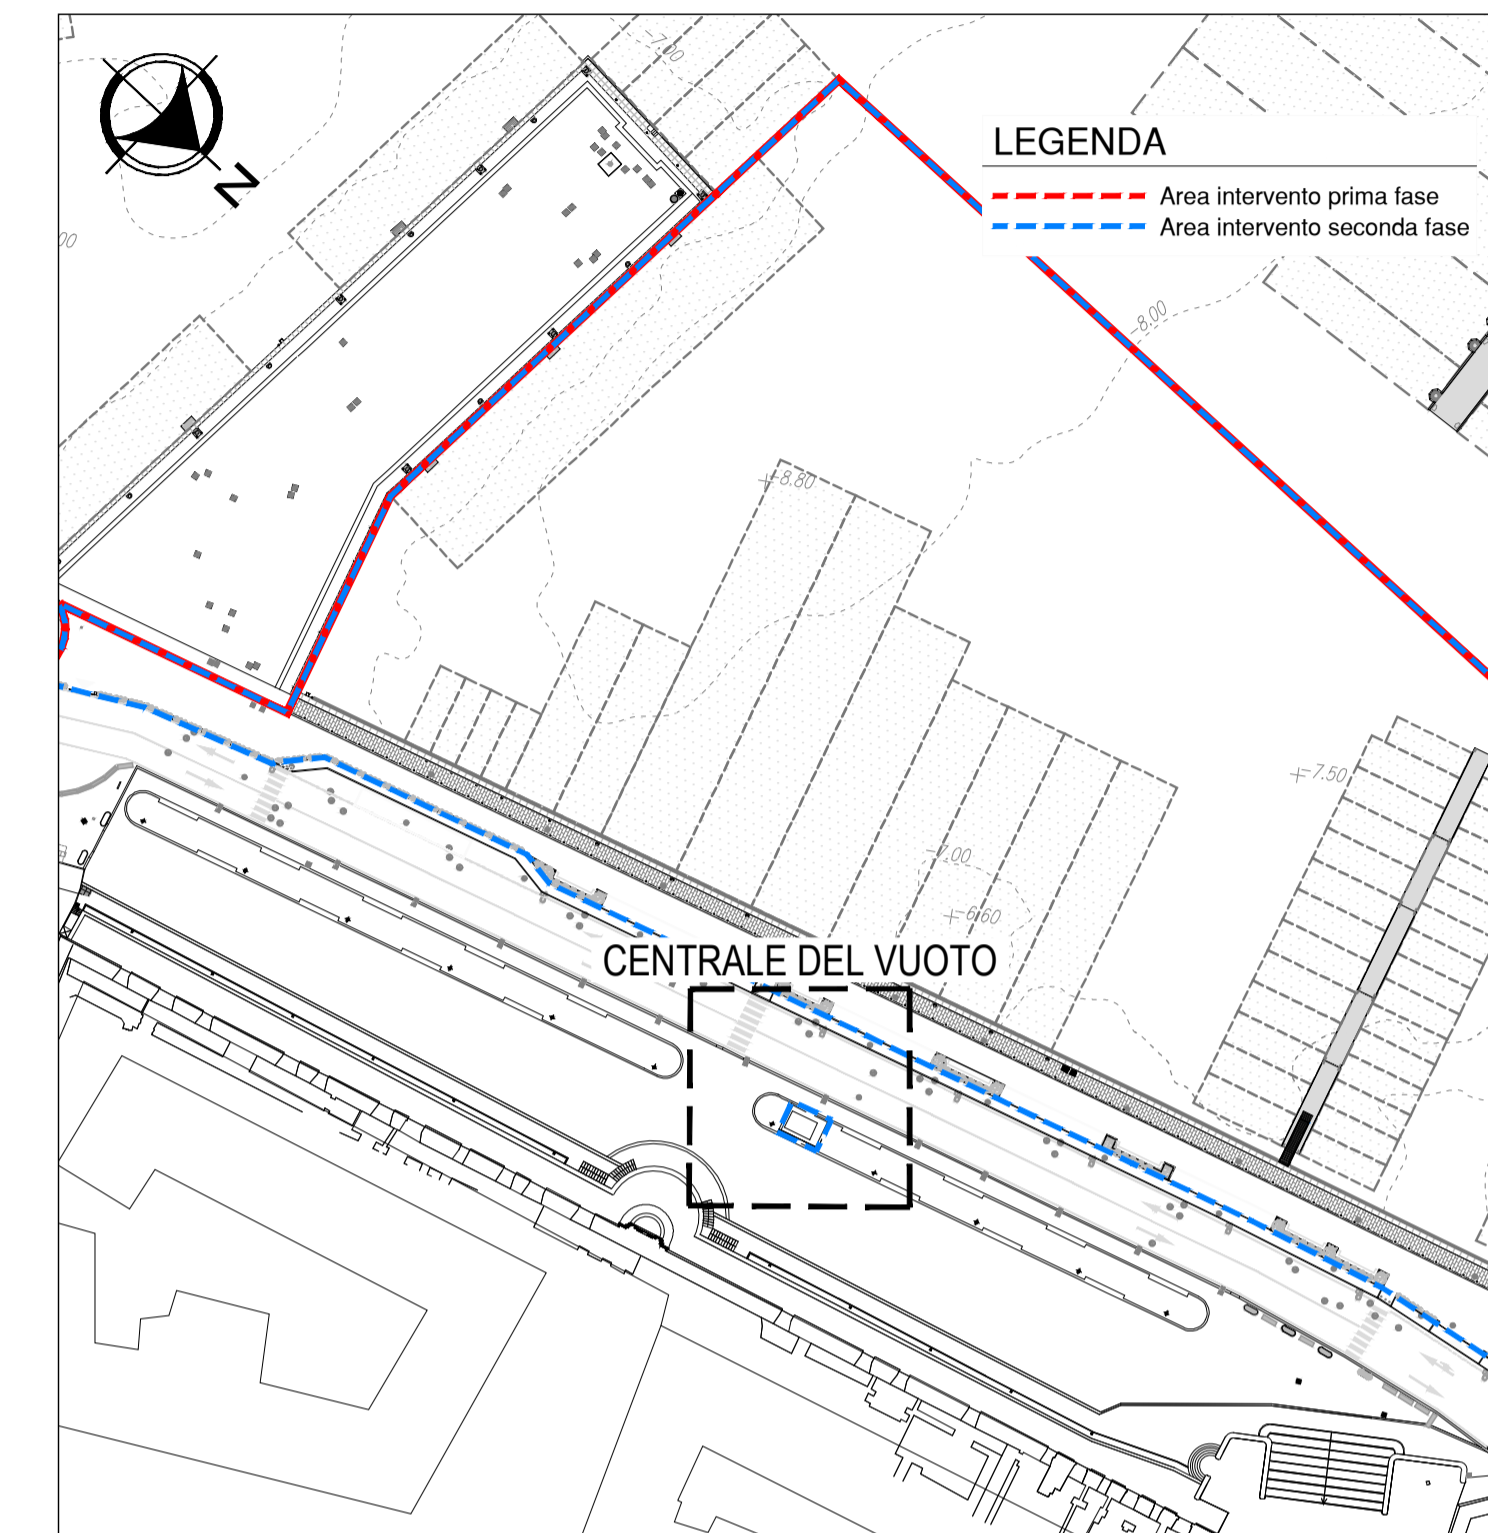 -7.00
N
LEGENDA
Area intervento prima fase
Area intervento seconda fase
00
-8.00
-8.80
-7.50
-7.00
-6.60
CENTRALE DEL VUOTO